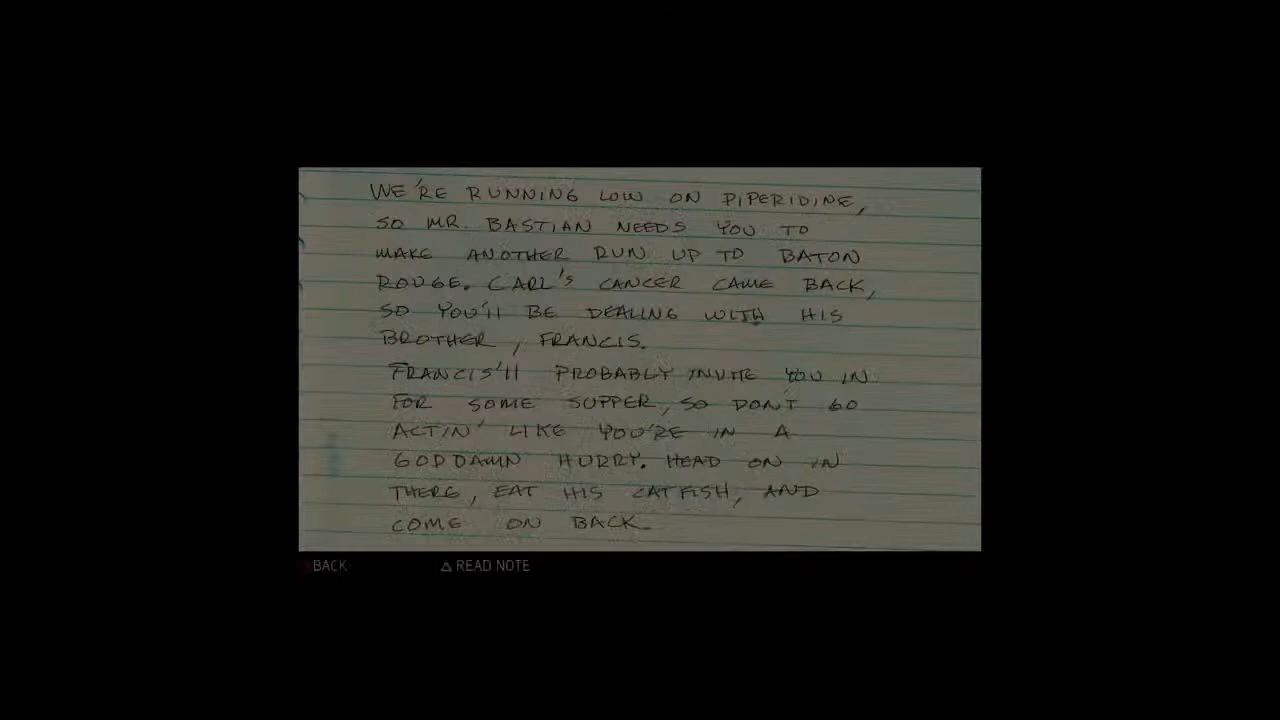 WE'RE RUNNING LOW ON PIPERIDINE,
SO MR. BASTIAN NEEDS YOU TO
MAKE ANOTHER RUN UP TO BATON
ROUGE. CARL'S CANCER CAME BACK,
SO YOU'll BE DEALING WITH HIS
BROTHER, FRANCIS.
FRANCIS'll PROBABLY INVITE YOU IN
FOR SOME SUPPER, SO DON'T GO
ACTIN' LIKE YOU'RE IN A
GODDAMN HURRY. HEAD ON IN
THERE, EAT HIS CATFISH, AND
COME ON BACK.
BACK △ READ NOTE